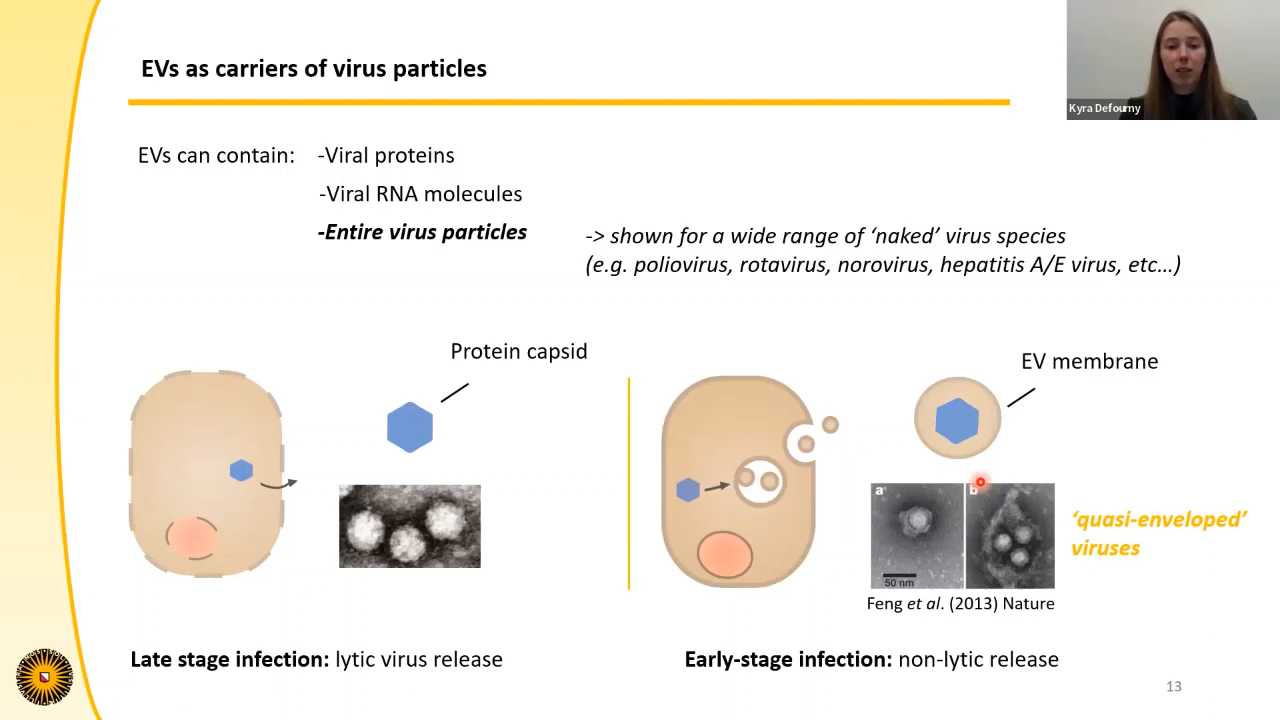 EVs as carriers of virus particles
Kyra Defourny
EVs can contain: -Viral proteins
-Viral RNA molecules
-Entire virus particles
-> shown for a wide range of ‘naked’ virus species
(e.g. poliovirus, rotavirus, norovirus, hepatitis A/E virus, etc…)
Protein capsid
EV membrane
a
b
50 nm
‘quasi-enveloped’
viruses
Feng et al. (2013) Nature
Late stage infection: lytic virus release
Early-stage infection: non-lytic release
13